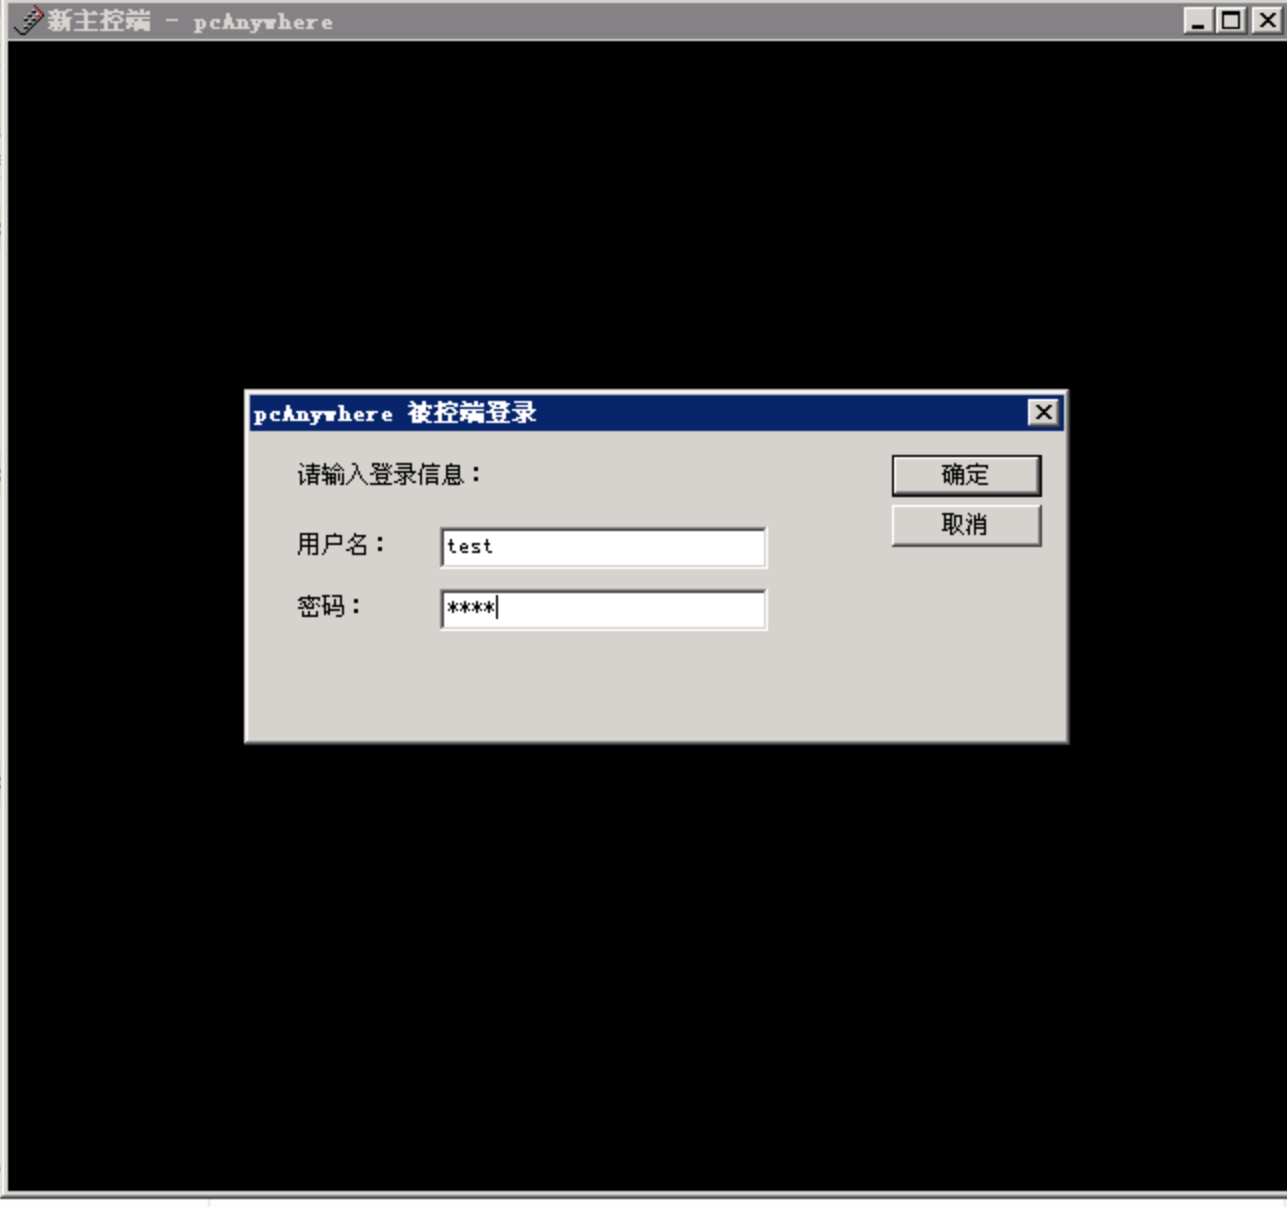 新主控端 - pcAnywhere
pcAnywhere 被控端登录
请输入登录信息：
确定
取消
用户名：
test
密码：
****